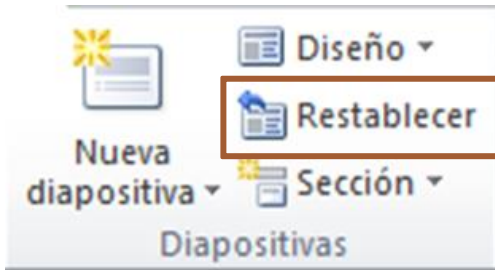 Nueva
diapositiva
Diseño
Restablecer
Sección
Diapositivas